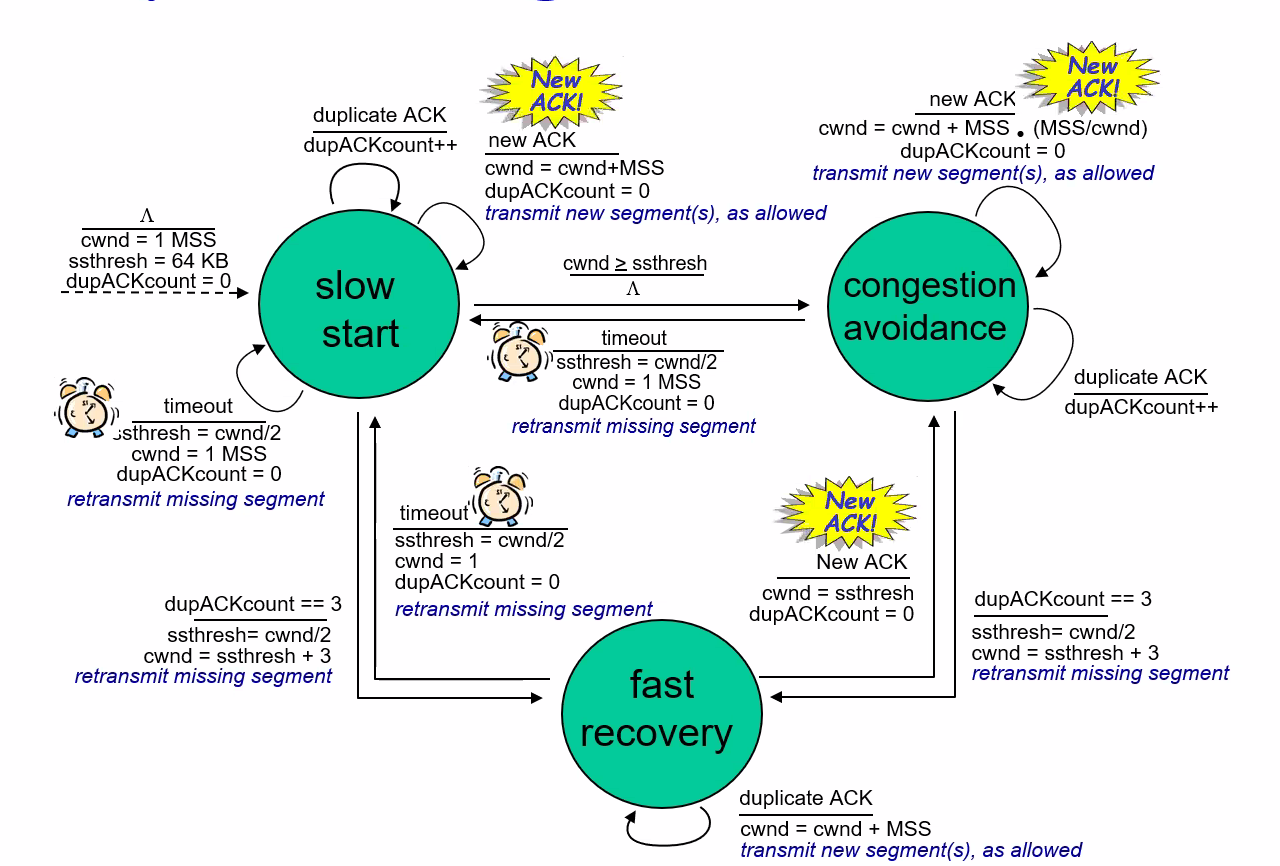 New
ACK!
duplicate ACK
dupACKcount++
new ACK
cwnd = cwnd+MSS
dupACKcount = 0
transmit new segment(s), as allowed
New
ACK!
new ACK
cwnd = cwnd + MSS • (MSS/cwnd)
dupACKcount = 0
transmit new segment(s), as allowed
Λ
cwnd = 1 MSS
ssthresh = 64 KB
dupACKcount = 0
slow
start
cwnd ≥ ssthresh
Λ
congestion
avoidance
timeout
ssthresh = cwnd/2
cwnd = 1 MSS
dupACKcount = 0
retransmit missing segment
duplicate ACK
dupACKcount++
timeout
ssthresh = cwnd/2
cwnd = 1 MSS
dupACKcount = 0
retransmit missing segment
timeout
ssthresh = cwnd/2
cwnd = 1
dupACKcount = 0
retransmit missing segment
New
ACK!
New ACK
cwnd = ssthresh
dupACKcount = 0
dupACKcount == 3
ssthresh= cwnd/2
cwnd = ssthresh + 3
retransmit missing segment
dupACKcount == 3
ssthresh= cwnd/2
cwnd = ssthresh + 3
retransmit missing segment
fast
recovery
duplicate ACK
cwnd = cwnd + MSS
transmit new segment(s), as allowed